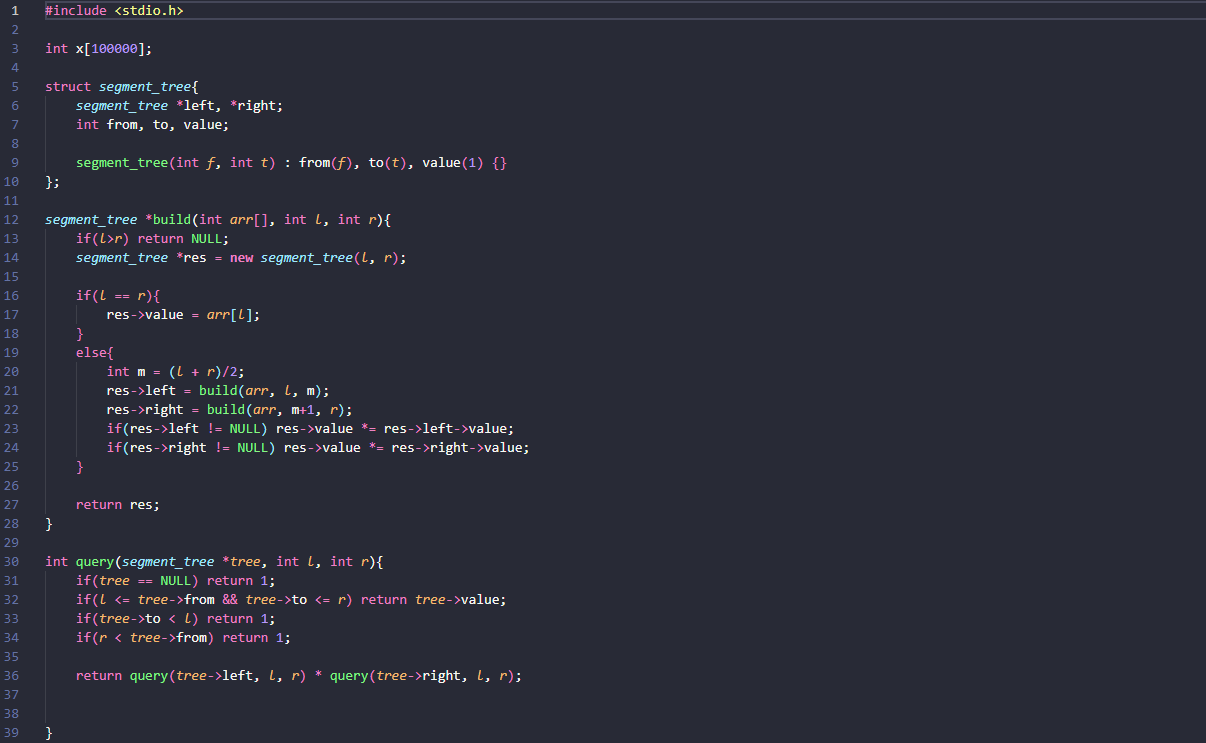 1 #include <stdio.h>
2
3 int x[100000];
4
5 struct segment_tree{
6     segment_tree *left, *right;
7     int from, to, value;
8
9     segment_tree(int f, int t) : from(f), to(t), value(1) {}
10 };
11
12 segment_tree *build(int arr[], int l, int r){
13     if(l>r) return NULL;
14     segment_tree *res = new segment_tree(l, r);
15
16     if(l == r){
17         res->value = arr[l];
18     }
19     else{
20         int m = (l + r)/2;
21         res->left = build(arr, l, m);
22         res->right = build(arr, m+1, r);
23         if(res->left != NULL) res->value *= res->left->value;
24         if(res->right != NULL) res->value *= res->right->value;
25     }
26
27     return res;
28 }
29
30 int query(segment_tree *tree, int l, int r){
31     if(tree == NULL) return 1;
32     if(l <= tree->from && tree->to <= r) return tree->value;
33     if(tree->to < l) return 1;
34     if(r < tree->from) return 1;
35
36     return query(tree->left, l, r) * query(tree->right, l, r);
37
38
39 }